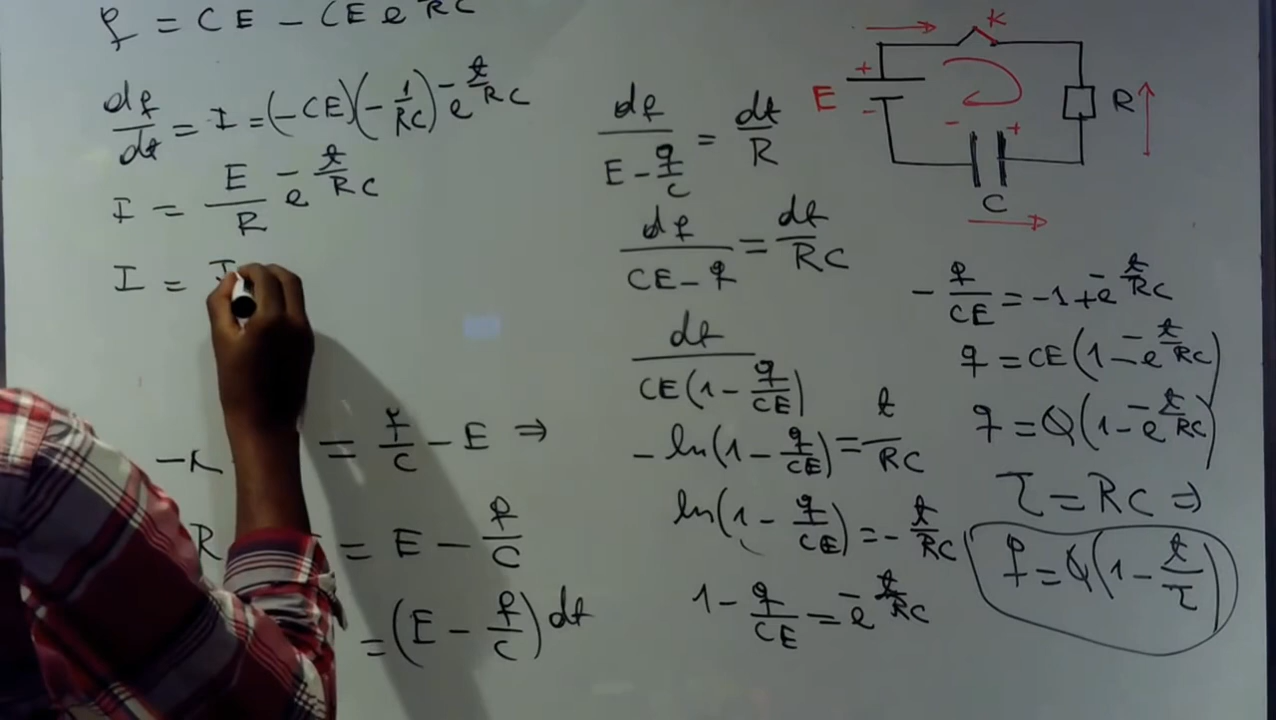 q = CE - CE e RC
dq/dt = I = (-CE)(-1/RC) e^-t/RC
I = E/R e^-t/RC
I = I
-R = q/C - E ⇒
R = E - q/C
= (E - q/C) dt
dq/(E - q/C) = dt/R
dq/(CE - q) = dt/RC
dt/(CE(1 - q/CE))
-ln(1 - q/CE) = t/RC
ln(1 - q/CE) = -t/RC
1 - q/CE = e^-t/RC
+ K
E - - + R
C
-q/CE = -1 + e^-t/RC
q = CE(1 - e^-t/RC)
q = Q(1 - e^-t/RC)
τ = RC ⇒
q = Q(1 - t/τ)